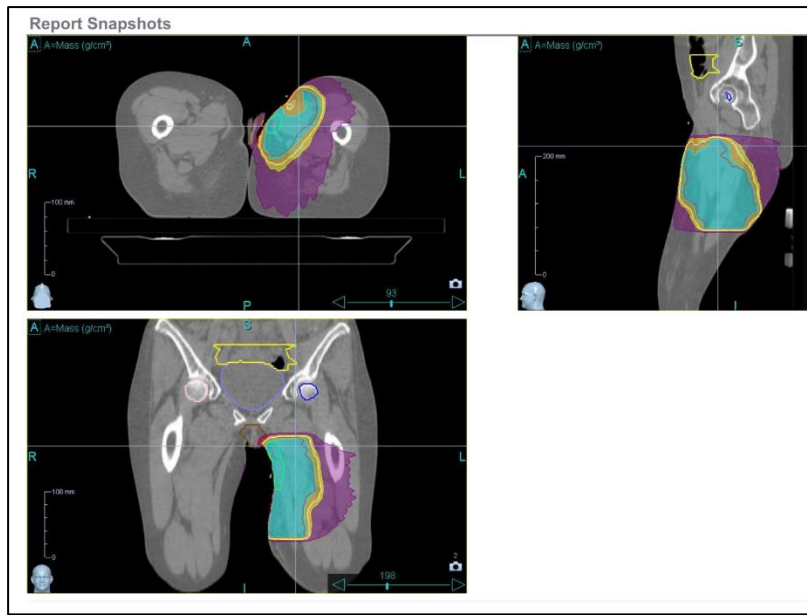 Report Snapshots
A A=Mass (g/cm³)
A
R
L
100 mm
0
P
93
A A=Mass (g/cm³)
S
A
200 mm
0
I
A A=Mass (g/cm³)
S
R
L
100 mm
0
I
2
198